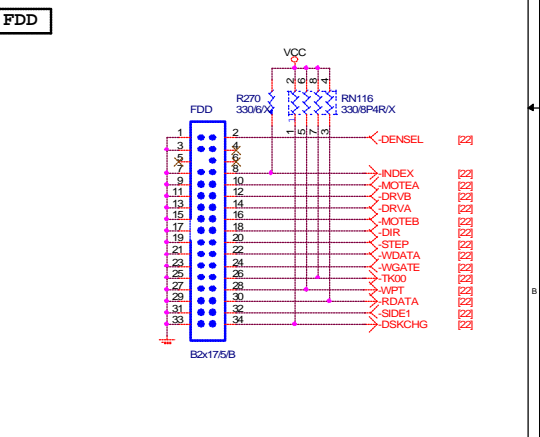 FDD
VCC
2 6 8 4
R270
330/6/X
RN116
330/8P4R/X
1 5 7 3
FDD
1 2 -DENSEL [22]
3 4
5 6
7 8 -INDEX [22]
9 10 -MOTEA [22]
11 12 -DRVB [22]
13 14 -DRVA [22]
15 16 -MOTEB [22]
17 18 -DIR [22]
19 20 -STEP [22]
21 22 -WDATA [22]
23 24 -WGATE [22]
25 26 -TK00 [22]
27 28 -WPT [22]
29 30 -RDATA [22]
31 32 -SIDE1 [22]
33 34 -DSKCHG [22]
B2x17/5/B
B